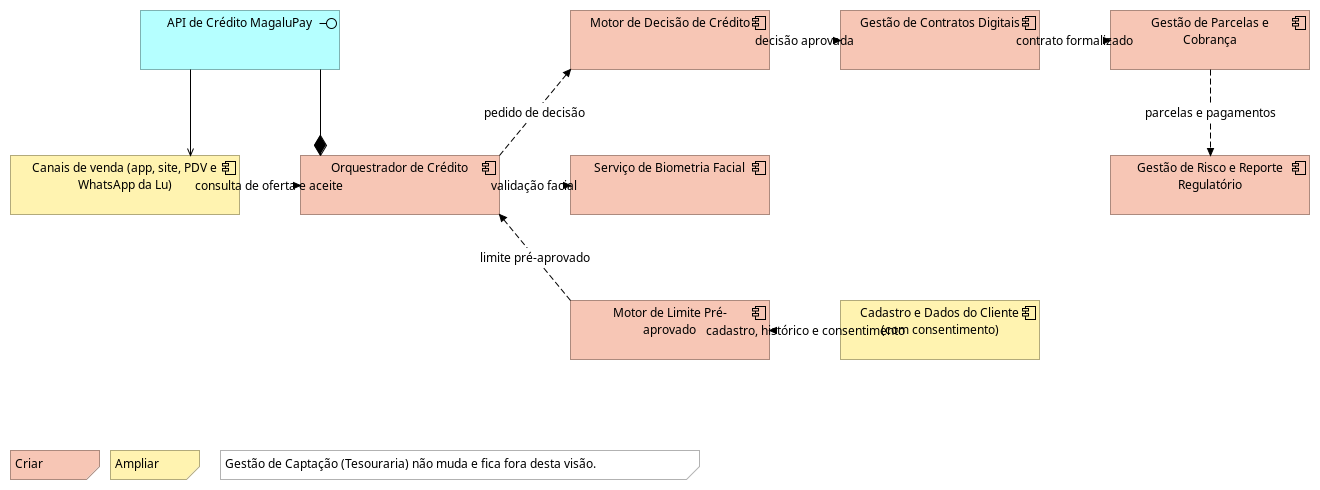 API de Crédito MagaluPay
Motor de Decisão de Crédito
decisão aprovada
Gestão de Contratos Digitais
contrato formalizado
Gestão de Parcelas e
Cobrança
pedido de decisão
parcelas e pagamentos
Canais de venda (app, site, PDV e
WhatsApp da Lu)
consulta de oferta e aceite
Orquestrador de Crédito
validação facial
Serviço de Biometria Facial
Gestão de Risco e Reporte
Regulatório
limite pré-aprovado
Motor de Limite Pré-
aprovado
cadastro, histórico e consentimento
Cadastro e Dados do Cliente
(com consentimento)
Criar
Ampliar
Gestão de Captação (Tesouraria) não muda e fica fora desta visão.